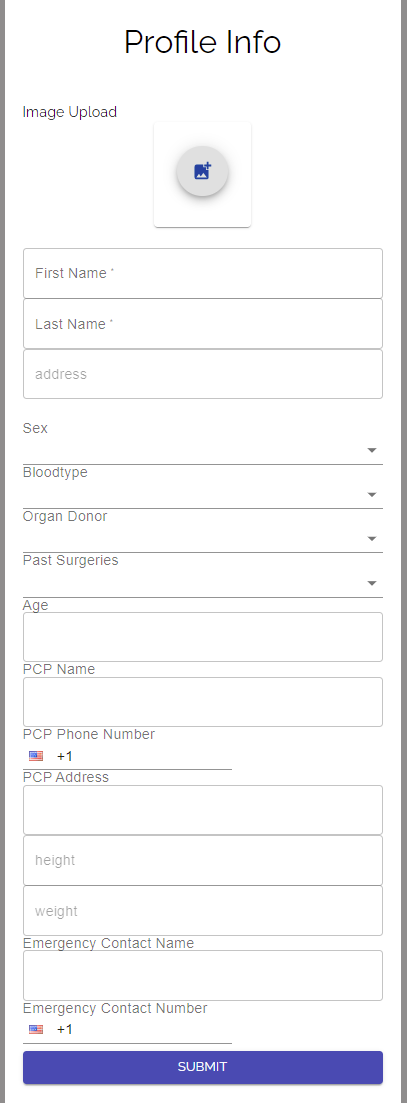 Profile Info
Image Upload
First Name *
Last Name *
address
Sex
Bloodtype
Organ Donor
Past Surgeries
Age
PCP Name
PCP Phone Number
+1
PCP Address
height
weight
Emergency Contact Name
Emergency Contact Number
+1
SUBMIT